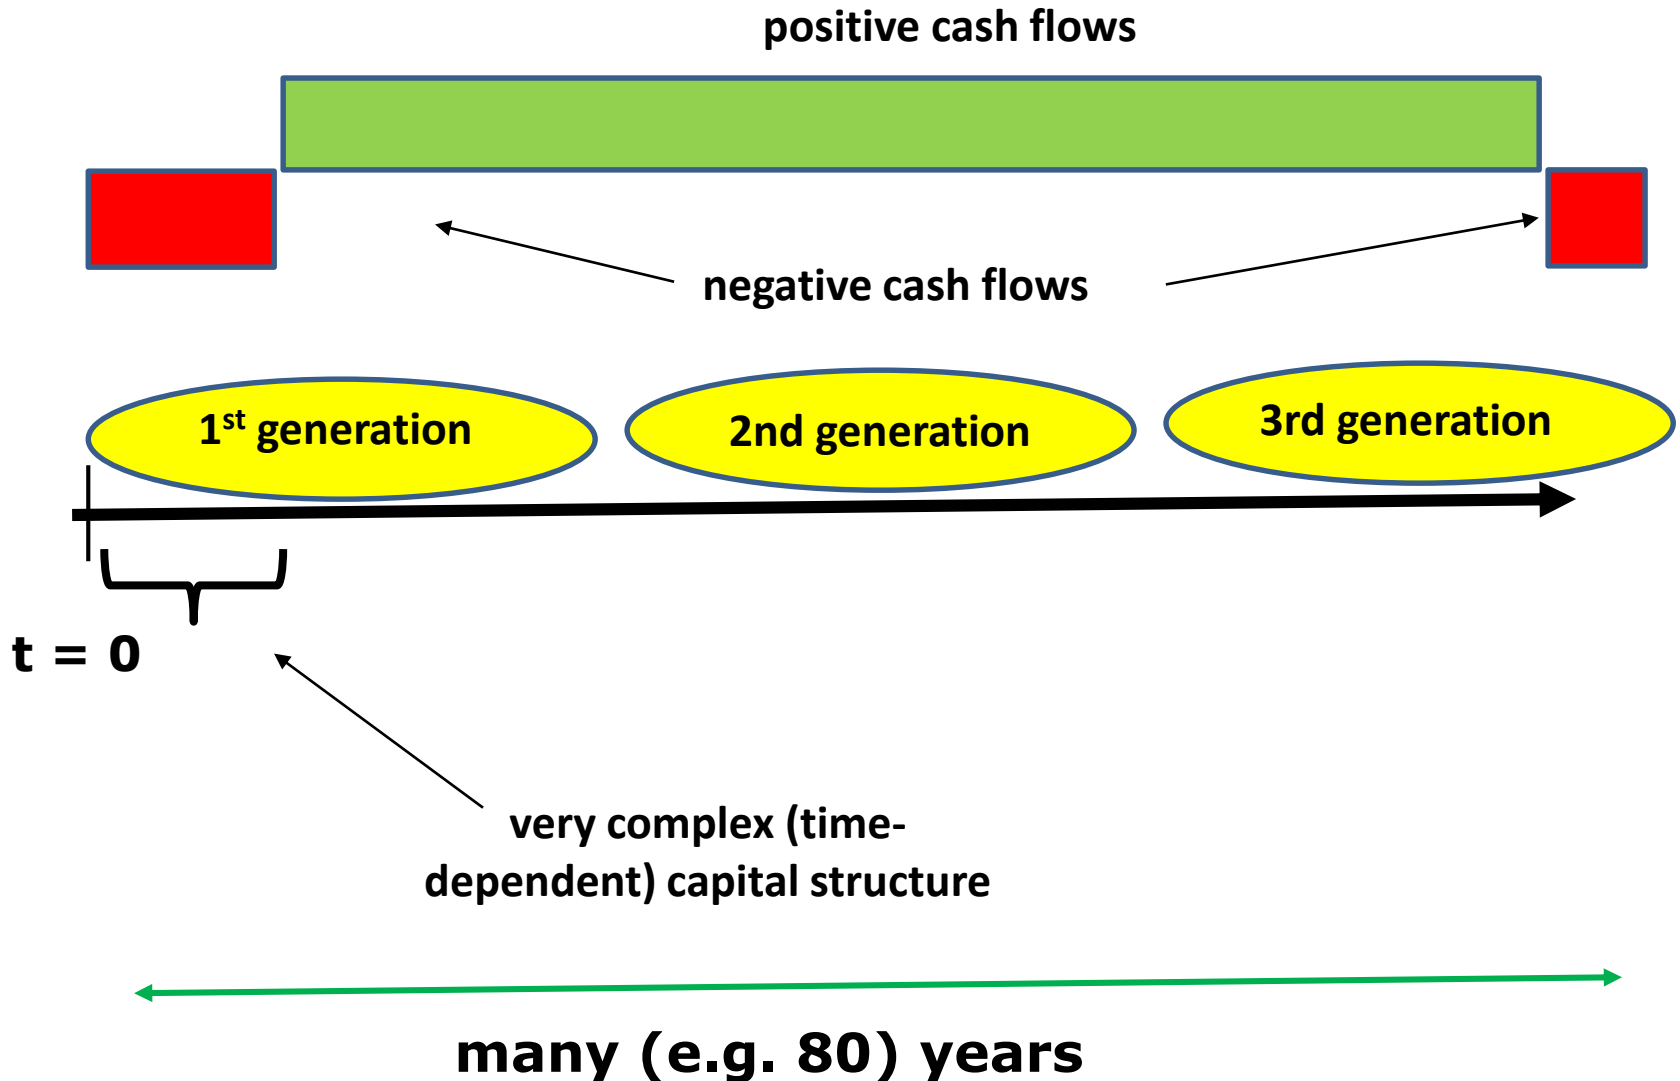 positive cash flows
negative cash flows
1st generation
2nd generation
3rd generation
t = 0
very complex (time-
dependent) capital structure
many (e.g. 80) years